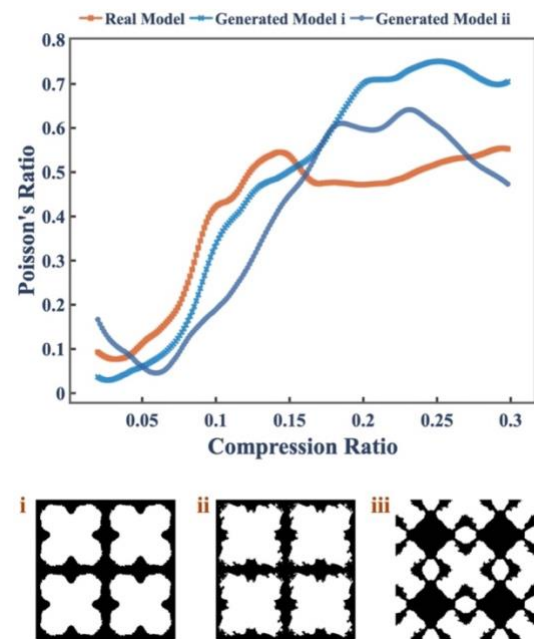 Real Model Generated Model i Generated Model ii
0.8
0.7
0.6
0.5
0.4
0.3
0.2
0.1
0
Poisson's Ratio
0.05 0.1 0.15 0.2 0.25 0.3
Compression Ratio
i ii iii